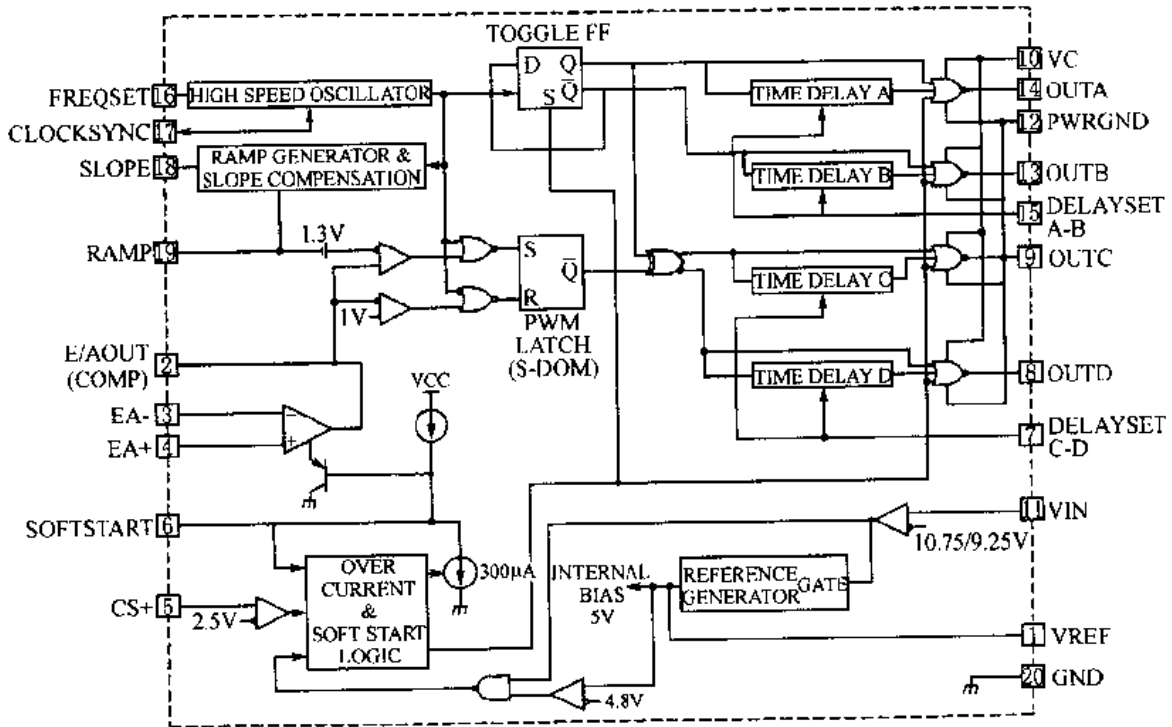 TOGGLE FF
D Q
Q
S
FREQSET 16 HIGH SPEED OSCILLATOR
CLOCKSYNC 17
SLOPE 18 RAMP GENERATOR &
SLOPE COMPENSATION
RAMP 19
1.3V
1V
S
Q
R
PWM
LATCH
(S-DOM)
E/AOUT
(COMP)
2
EA- 3
EA+ 4
−
+
VCC
SOFTSTART 6
CS+ 5
2.5V
OVER
CURRENT
&
SOFT START
LOGIC
300μA
INTERNAL
BIAS
5V
REFERENCE
GENERATOR
GATE
4.8V
10.75/9.25V
TIME DELAY A
TIME DELAY B
TIME DELAY C
TIME DELAY D
10 VC
14 OUTA
12 PWRGND
13 OUTB
15 DELAYSET
A-B
9 OUTC
8 OUTD
7 DELAYSET
C-D
11 VIN
1 VREF
20 GND